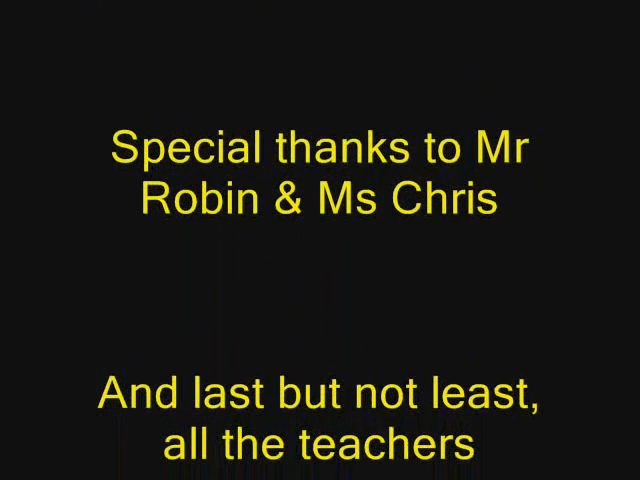 Special thanks to Mr
Robin & Ms Chris
And last but not least,
all the teachers